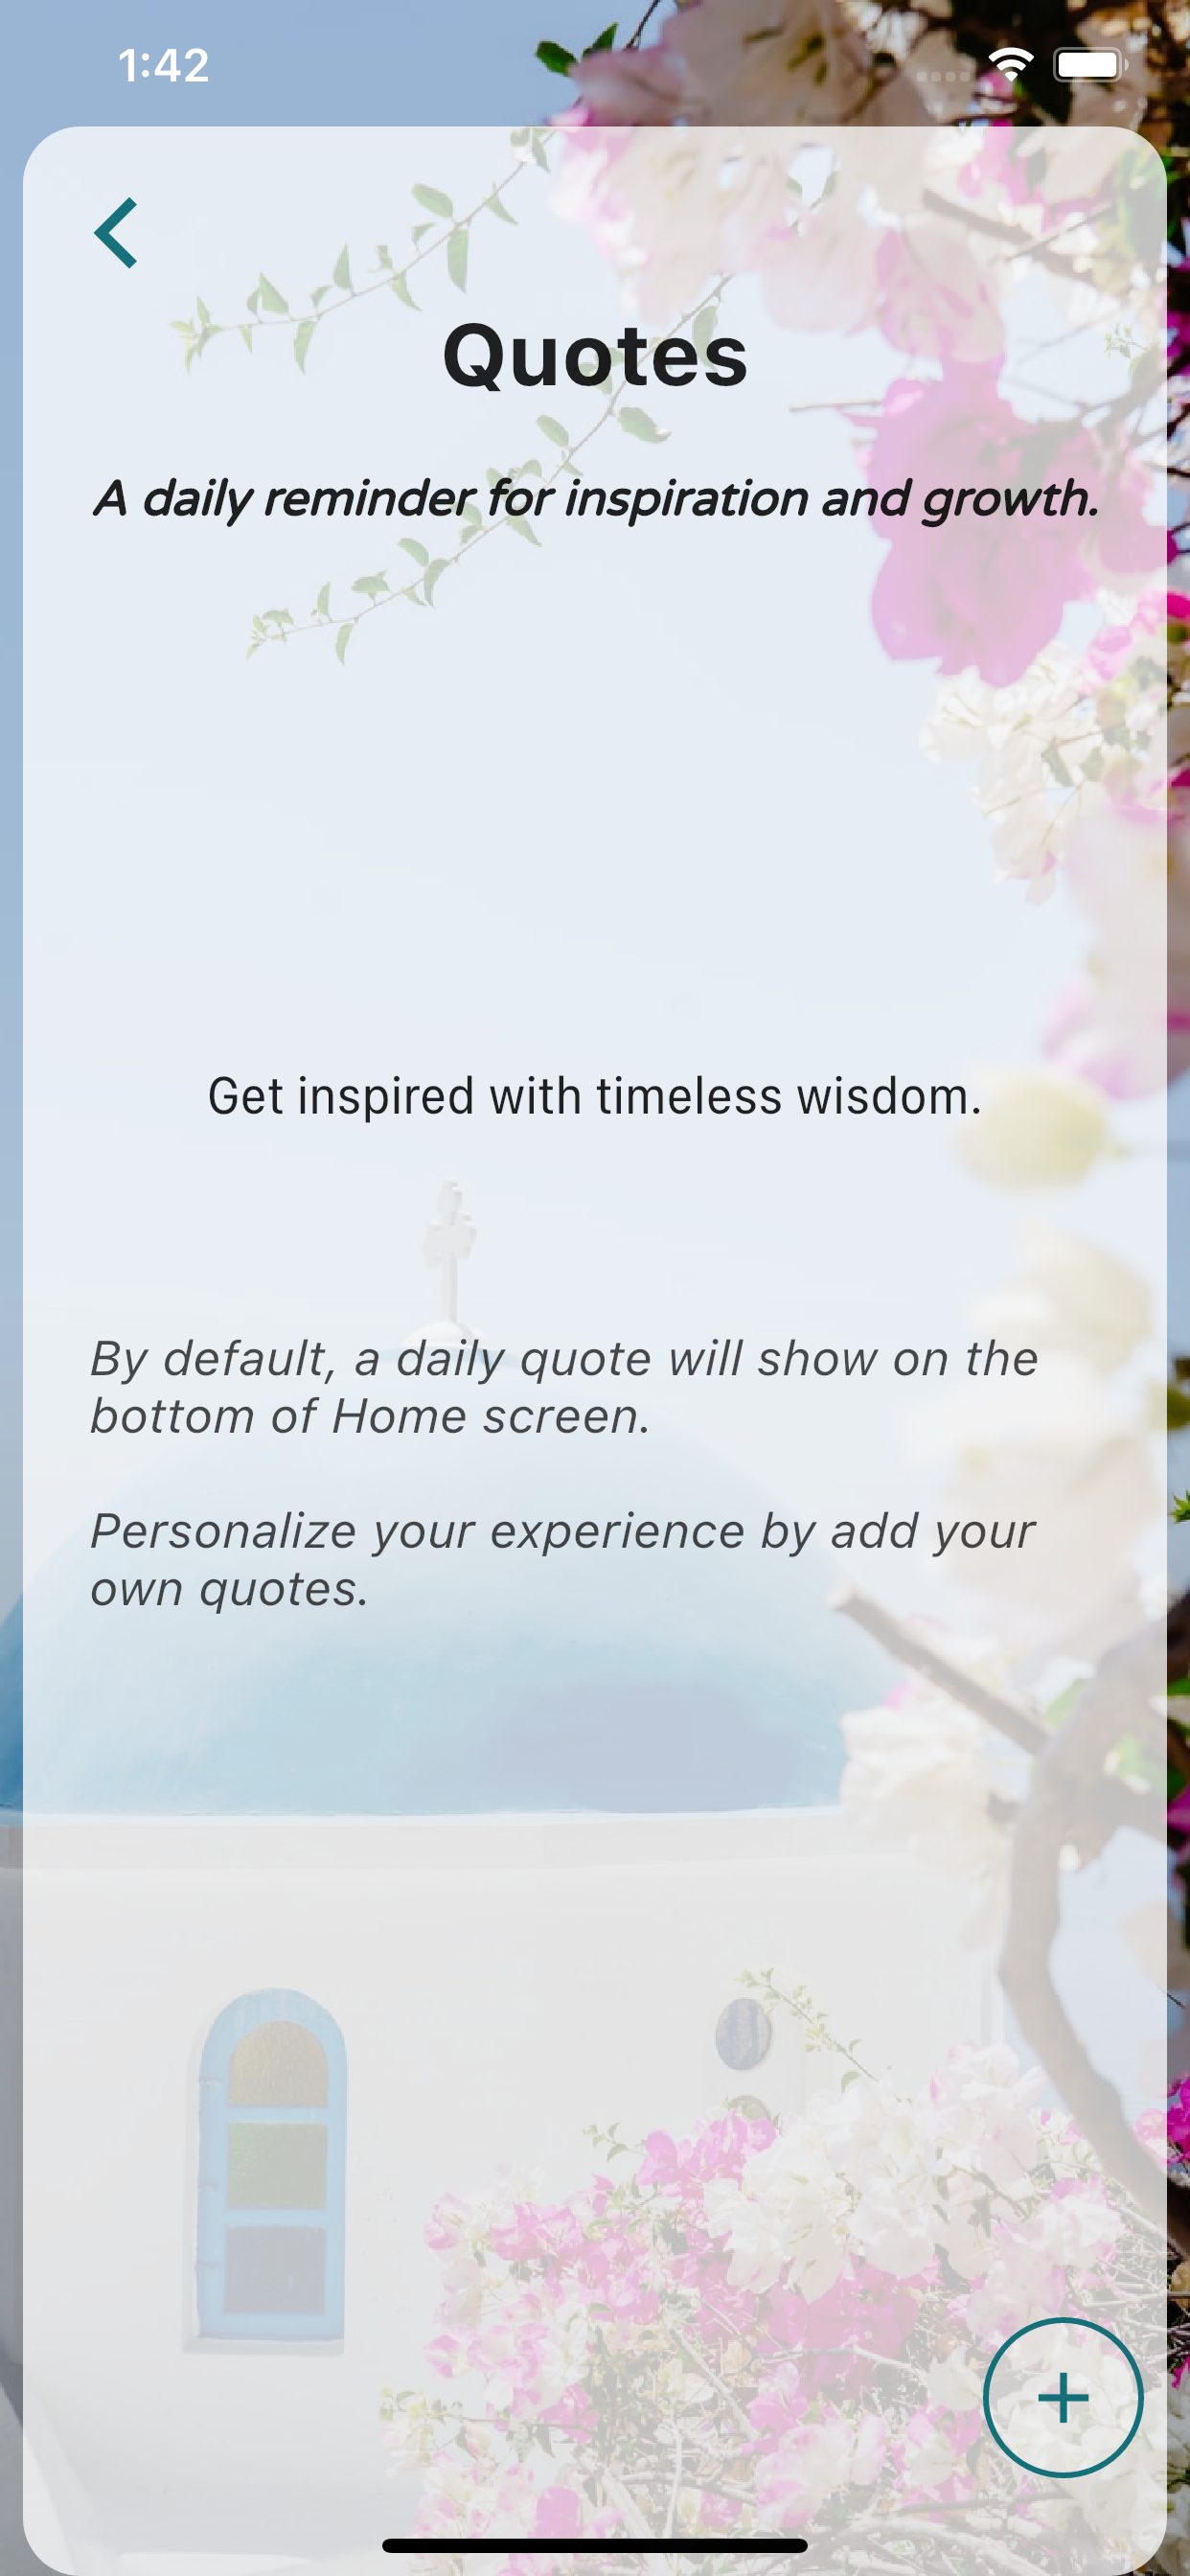 1:42
Quotes
A daily reminder for inspiration and growth.
Get inspired with timeless wisdom.
By default, a daily quote will show on the
bottom of Home screen.
Personalize your experience by add your
own quotes.